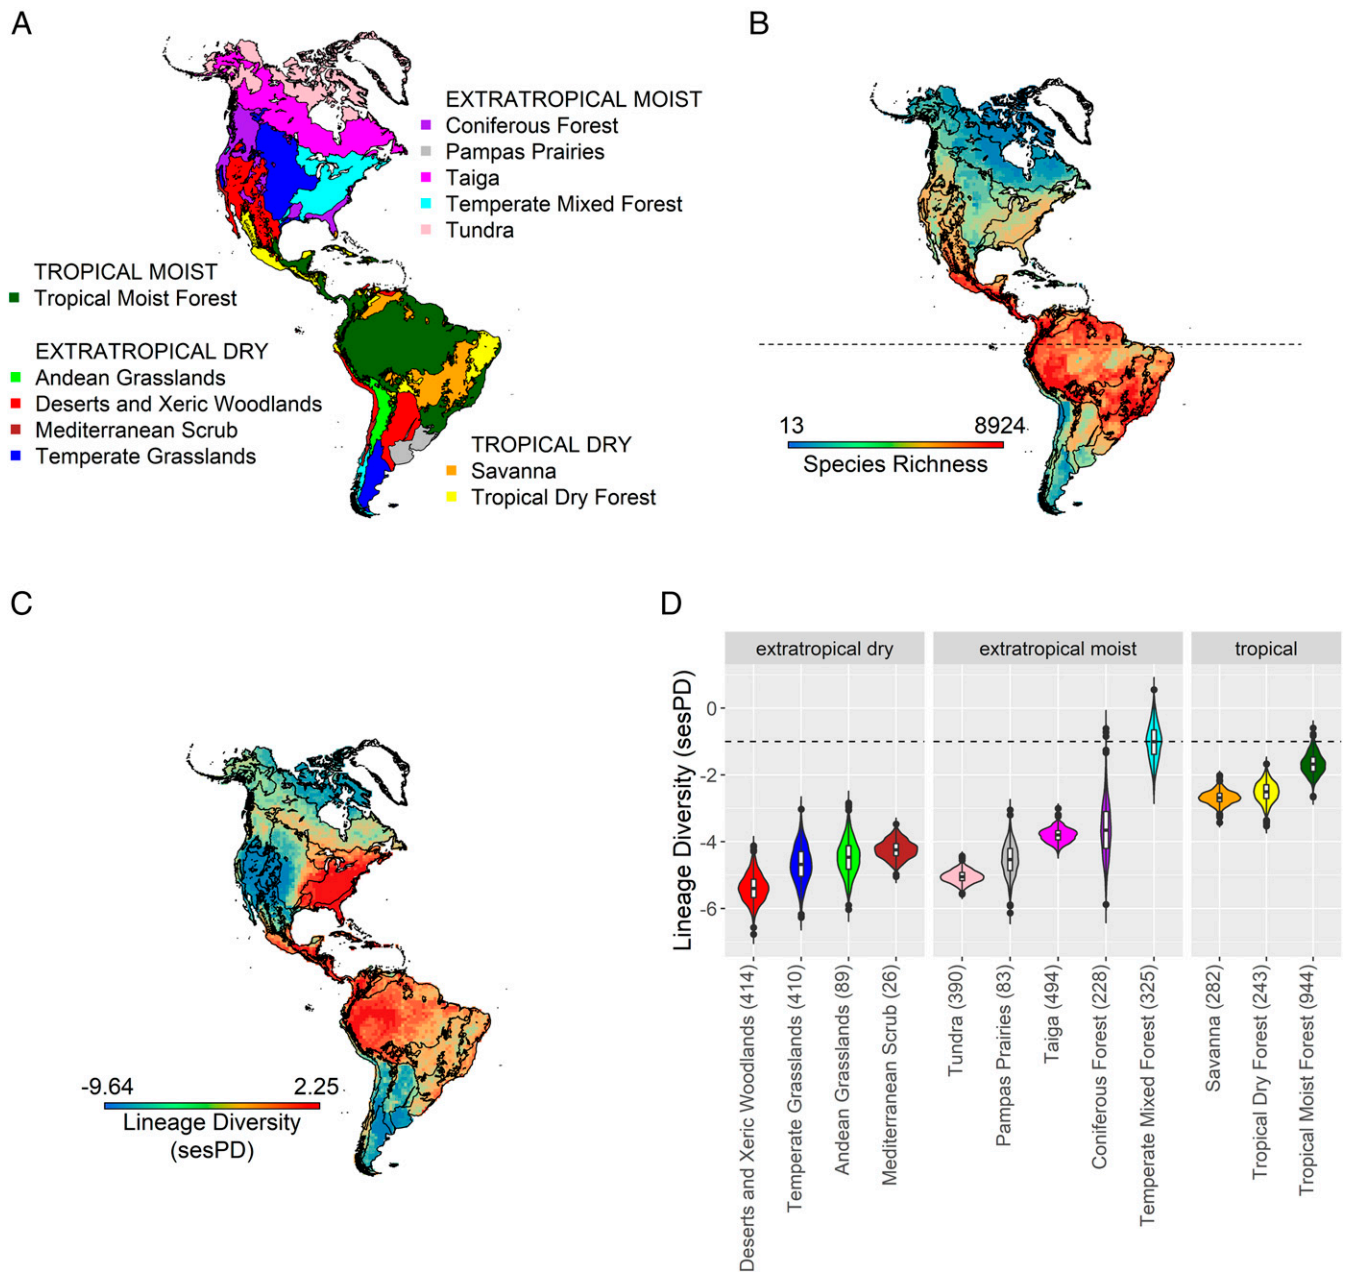 A
EXTRATROPICAL MOIST
Coniferous Forest
Pampas Prairies
Taiga
Temperate Mixed Forest
Tundra
TROPICAL MOIST
Tropical Moist Forest
EXTRATROPICAL DRY
Andean Grasslands
Deserts and Xeric Woodlands
Mediterranean Scrub
Temperate Grasslands
TROPICAL DRY
Savanna
Tropical Dry Forest
B
13 8924
Species Richness
C
-9.64 2.25
Lineage Diversity
(sesPD)
D
extratropical dry extratropical moist tropical
Lineage Diversity (sesPD)
0
-2
-4
-6
Deserts and Xeric Woodlands (414)
Temperate Grasslands (410)
Andean Grasslands (89)
Mediterranean Scrub (26)
Tundra (390)
Pampas Prairies (83)
Taiga (494)
Coniferous Forest (228)
Temperate Mixed Forest (325)
Savanna (282)
Tropical Dry Forest (243)
Tropical Moist Forest (944)